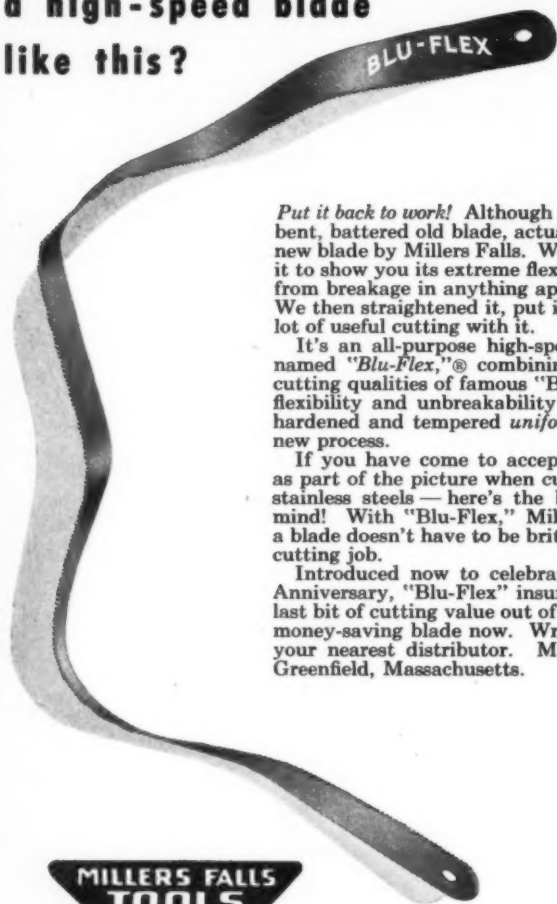 a high-speed blade
like this?
BLU-FLEX
Put it back to work! Although
bent, battered old blade, actua
new blade by Millers Falls. W
it to show you its extreme flex
from breakage in anything ap
We then straightened it, put i
lot of useful cutting with it.
It's an all-purpose high-spe
named "Blu-Flex,"® combinin
cutting qualities of famous "B
flexibility and unbreakability
hardened and tempered unifo
new process.
If you have come to accep
as part of the picture when cu
stainless steels — here's the
mind! With "Blu-Flex," Mil
a blade doesn't have to be brit
cutting job.
Introduced now to celebra
Anniversary, "Blu-Flex" insu
last bit of cutting value out of
money-saving blade now. Wr
your nearest distributor. M
Greenfield, Massachusetts.
MILLERS FALLS
TOOLS